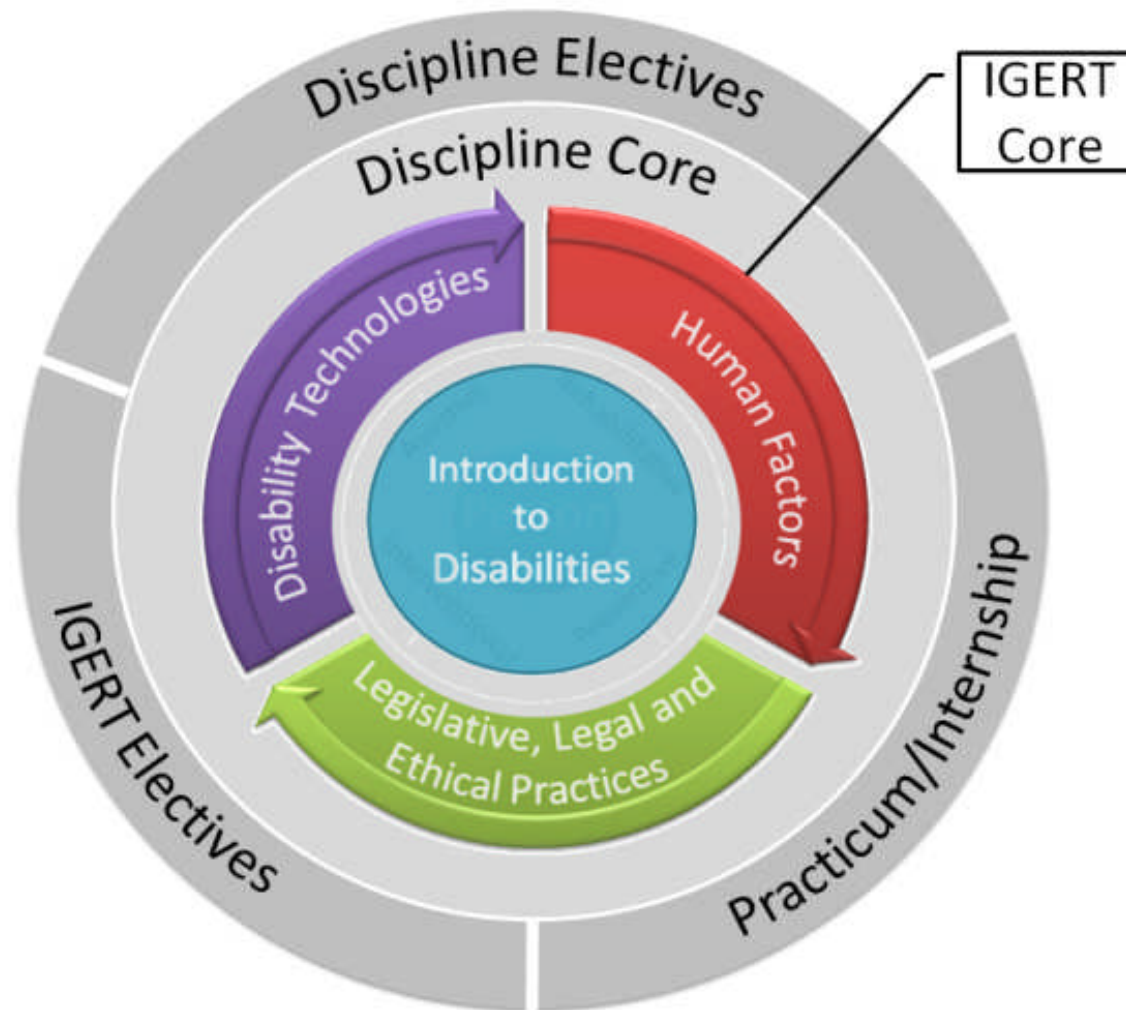 Discipline Electives
IGERT
Core
Discipline Core
Disability Technologies
Human Factors
Introduction
to
Disabilities
Legislative, Legal and
Ethical Practices
IGERT Electives
Practicum/Internship